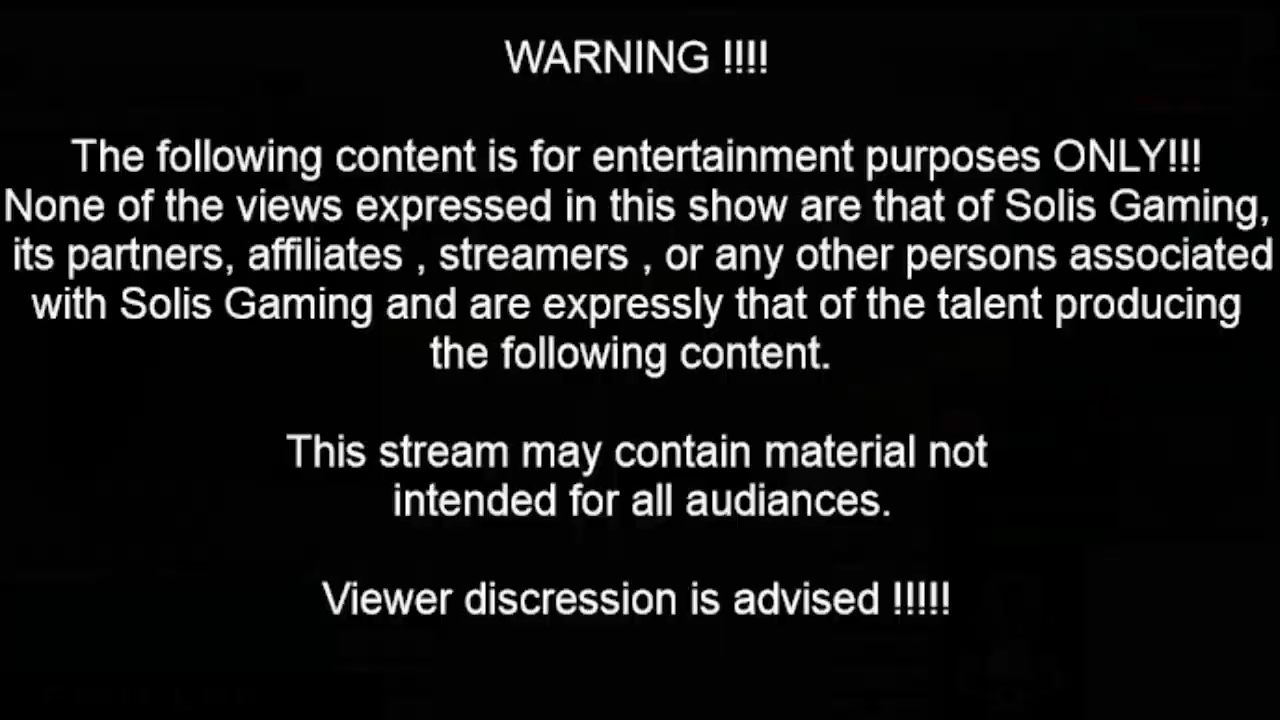 WARNING !!!!
The following content is for entertainment purposes ONLY!!!
None of the views expressed in this show are that of Solis Gaming,
its partners, affiliates , streamers , or any other persons associated
with Solis Gaming and are expressly that of the talent producing
the following content.
This stream may contain material not
intended for all audiances.
Viewer discression is advised !!!!!